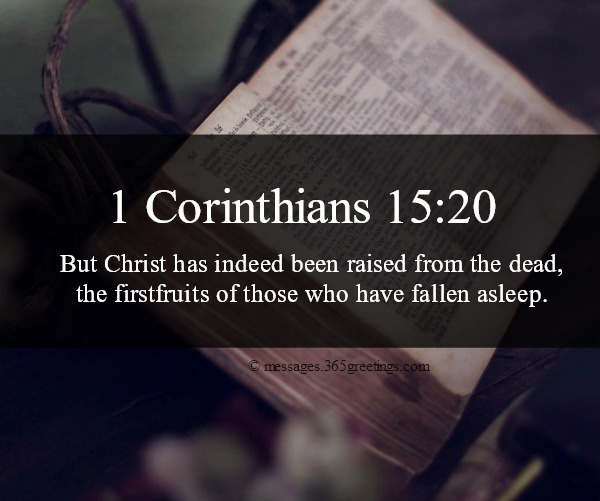 1 Corinthians 15:20
But Christ has indeed been raised from the dead,
the firstfruits of those who have fallen asleep.
© messages.365greetings.com